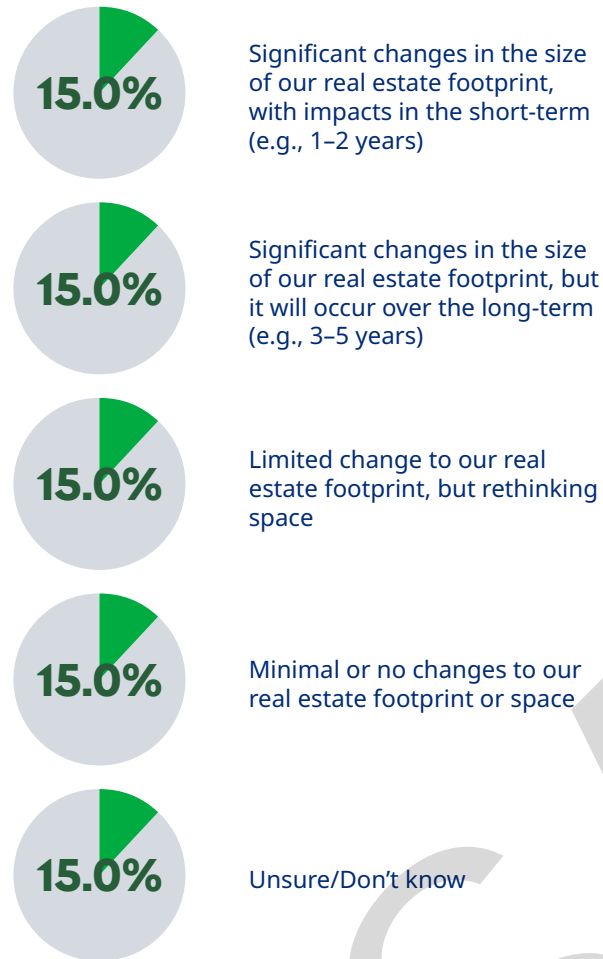 15.0%
Significant changes in the size
of our real estate footprint,
with impacts in the short-term
(e.g., 1–2 years)
15.0%
Significant changes in the size
of our real estate footprint, but
it will occur over the long-term
(e.g., 3–5 years)
15.0%
Limited change to our real
estate footprint, but rethinking
space
15.0%
Minimal or no changes to our
real estate footprint or space
15.0%
Unsure/Don’t know